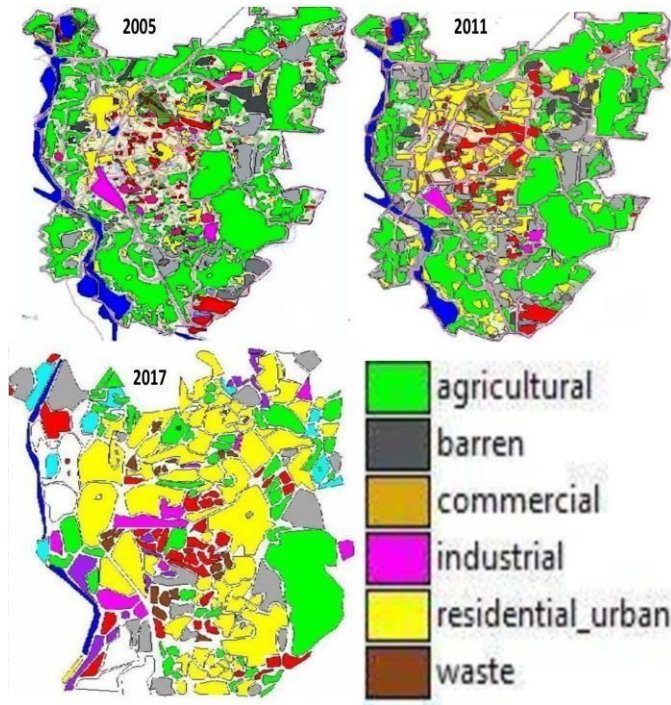 2005
2011
2017
agricultural
barren
commercial
industrial
residential_urban
waste